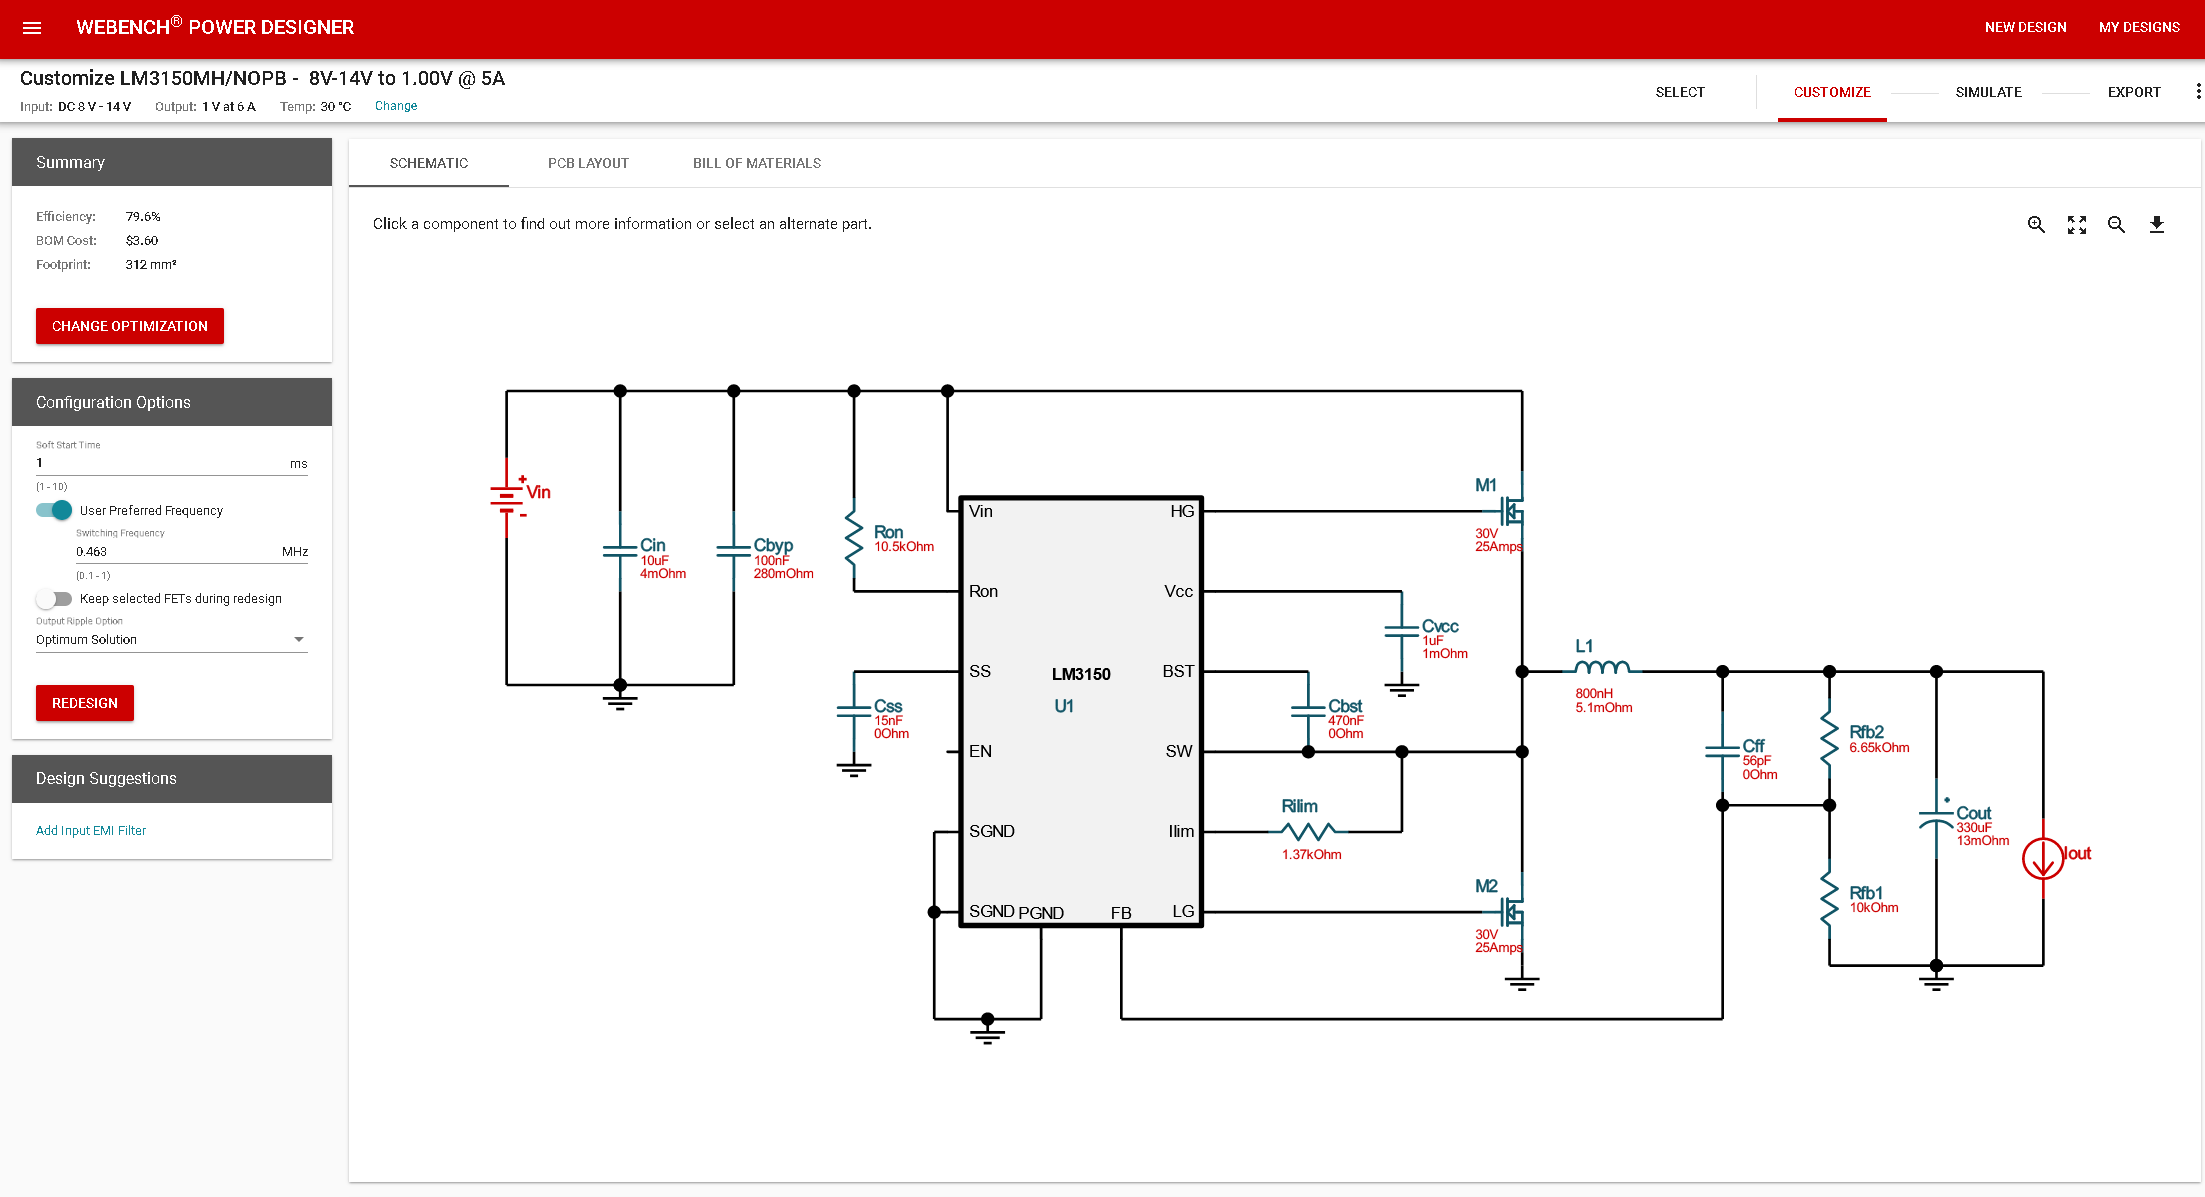 WEBENCH® POWER DESIGNER
NEW DESIGN
MY DESIGNS
Customize LM3150MH/NOPB - 8V-14V to 1.00V @ 5A
Input: DC 8 V - 14 V Output: 1 V at 6 A Temp: 30 °C Change
SELECT
CUSTOMIZE
SIMULATE
EXPORT
Summary
Efficiency: 79.6%
BOM Cost: $3.60
Footprint: 312 mm²
CHANGE OPTIMIZATION
Configuration Options
Soft Start Time
1 ms
(1 - 10)
User Preferred Frequency
Switching Frequency
0.463 MHz
(0.1 - 1)
Keep selected FETs during redesign
Output Ripple Option
Optimum Solution
REDESIGN
Design Suggestions
Add Input EMI Filter
SCHEMATIC
PCB LAYOUT
BILL OF MATERIALS
Click a component to find out more information or select an alternate part.
+
Vin
-
Cin
10uF
4mOhm
Cbyp
100nF
280mOhm
Ron
10.5kOhm
Css
15nF
0Ohm
Vin
Ron
SS
EN
SGND
SGND
PGND
FB
LM3150
U1
HG
Vcc
BST
SW
Ilim
LG
M1
30V
25Amps
Cvcc
1uF
1mOhm
Cbst
470nF
0Ohm
Rilim
1.37kOhm
M2
30V
25Amps
L1
800nH
5.1mOhm
Cff
56pF
0Ohm
Rfb2
6.65kOhm
Rfb1
10kOhm
Cout
330uF
13mOhm
Iout